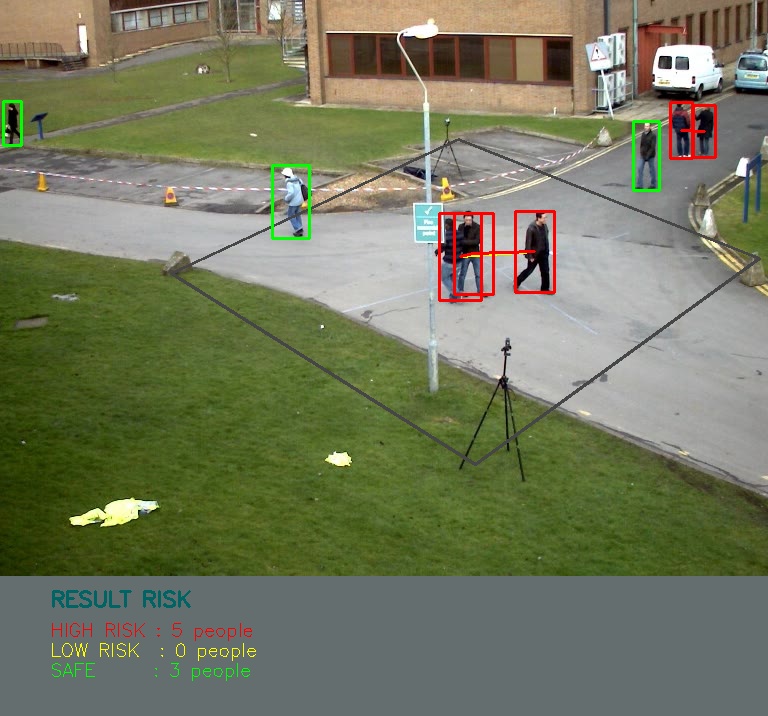 RESULT RISK
HIGH RISK : 5 people
LOW RISK : 0 people
SAFE : 3 people